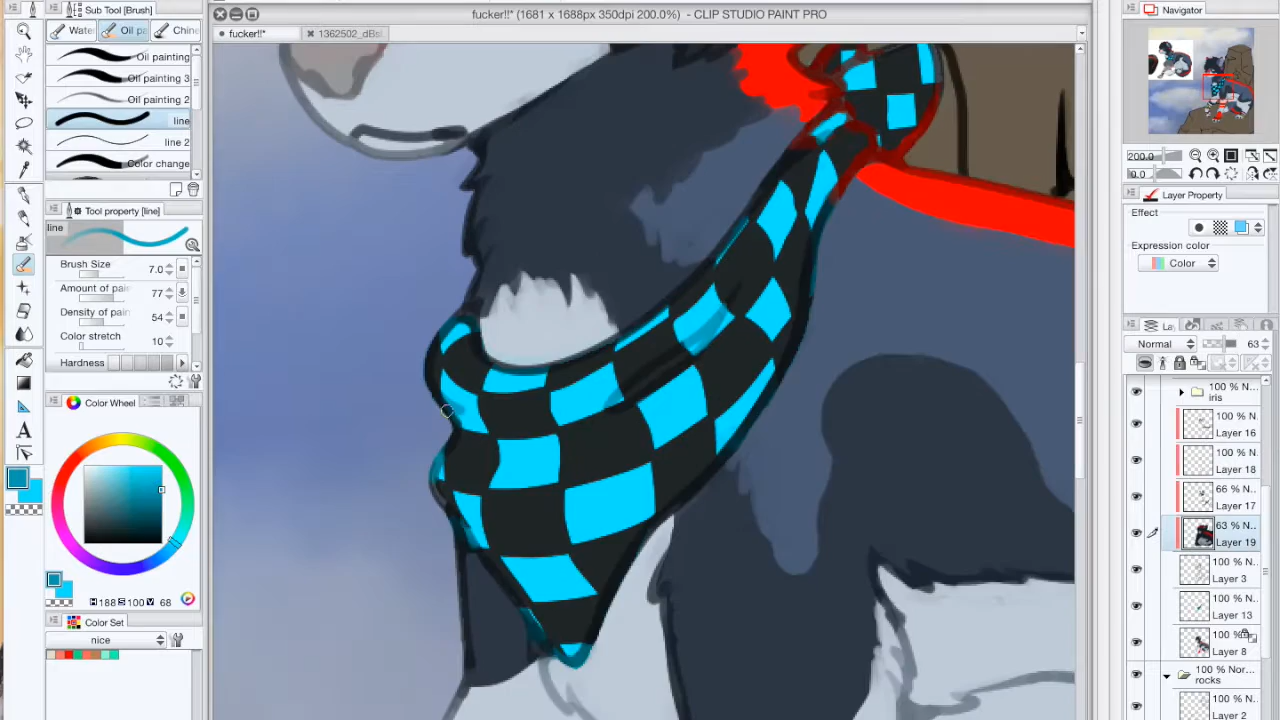 Sub Tool [Brush]
Oil pa
Chine
Oil painting
Oil painting 3
Oil painting 2
line
line 2
Color change
Tool property [line]
line
Brush Size 7.0
Amount of pai 77
Density of pain 54
Color stretch 10
Hardness
Color Wheel
H 188 S 100 V 68
Color Set
nice
fucker!!* (1681 x 1688px 350dpi 200.0%) - CLIP STUDIO PAINT PRO
fucker!!*
1362502_dBsl
Navigator
200.0
0.0
Layer Property
Effect
Expression color
Color
Normal 63
100 % N...
iris
100 % N..
Layer 16
100 % N..
Layer 18
66 % N..
Layer 17
63 % N..
Layer 19
100 % N..
Layer 3
100 % N..
Layer 13
100 %
Layer 8
100 % Nor...
rocks
100 % N..
Layer 2